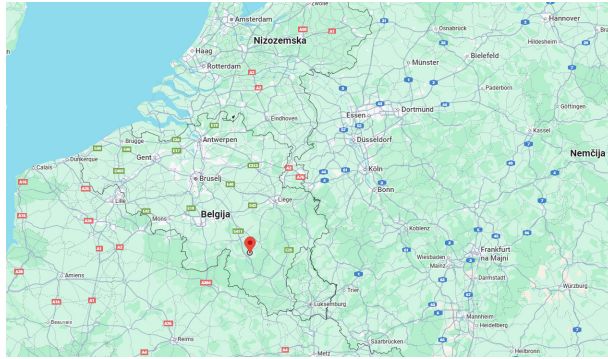 Zwolle
Amsterdam
Osnabrück
Hannover
Nizozemska
Haag
Hildesheim
Bielefeld
Münster
Rotterdam
Paderborn
Göttingen
Eindhoven
Essen
Dortmund
Kassel
Brugge
Antwerpen
Düsseldorf
Dunkerque
Gent
Nemčija
Calais
Köln
Bruselj
Bonn
Lille
Liège
Belgija
Mons
Koblenz
Frankfurt
na Majni
Wiesbaden
Mainz
Amiens
Darmstadt
Trier
Würzburg
Luksemburg
Beauvais
Mannheim
Heidelberg
Reims
Saarbrücken
Metz
Heilbronn